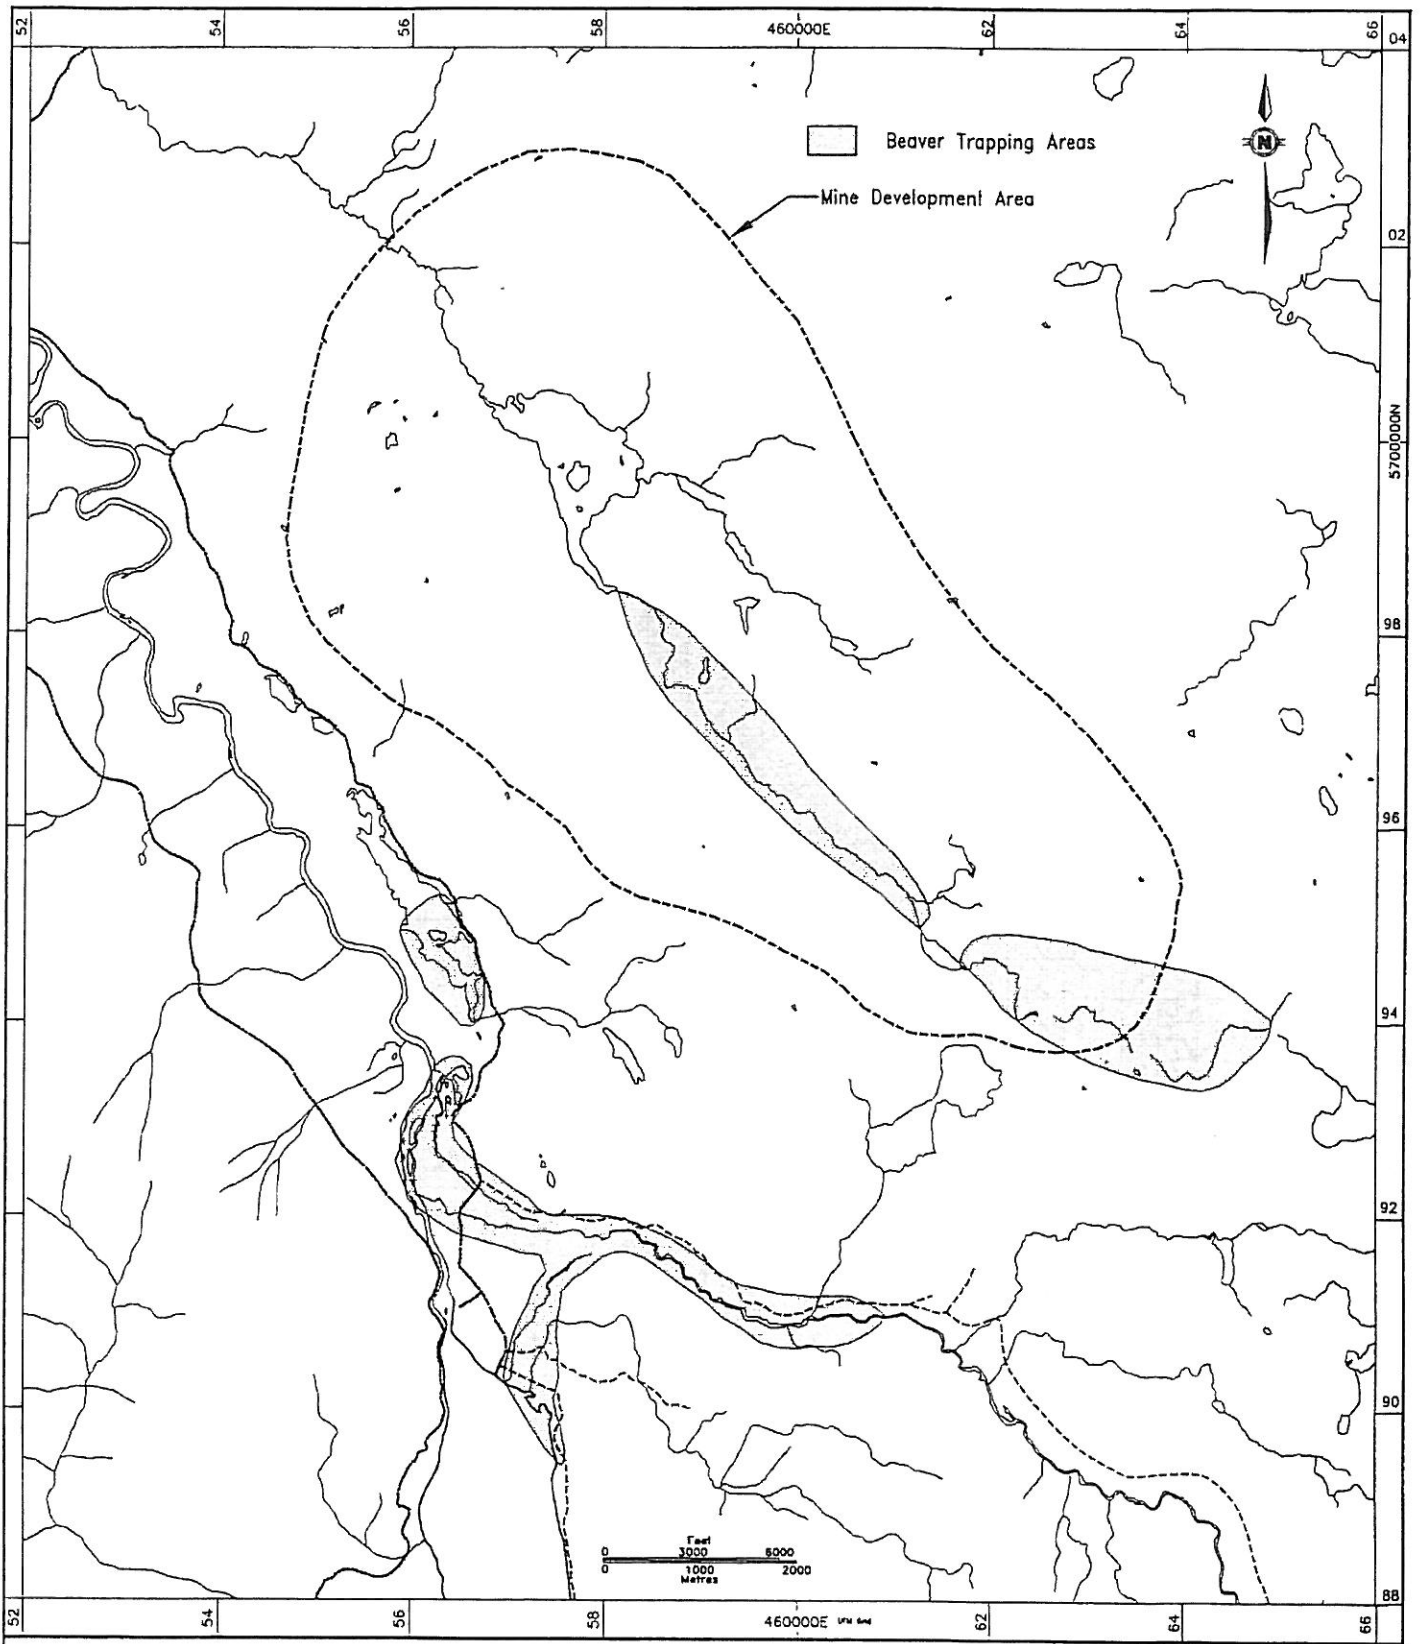 52 54 56 58 460000E 62 64 66
04
Beaver Trapping Areas
N
Mine Development Area
02
5700000N
98
96
94
92
90
Feet
0 3000 6000
0 1000 2000
Metres
88
52 54 56 58 460000E UTM Grid 62 64 66